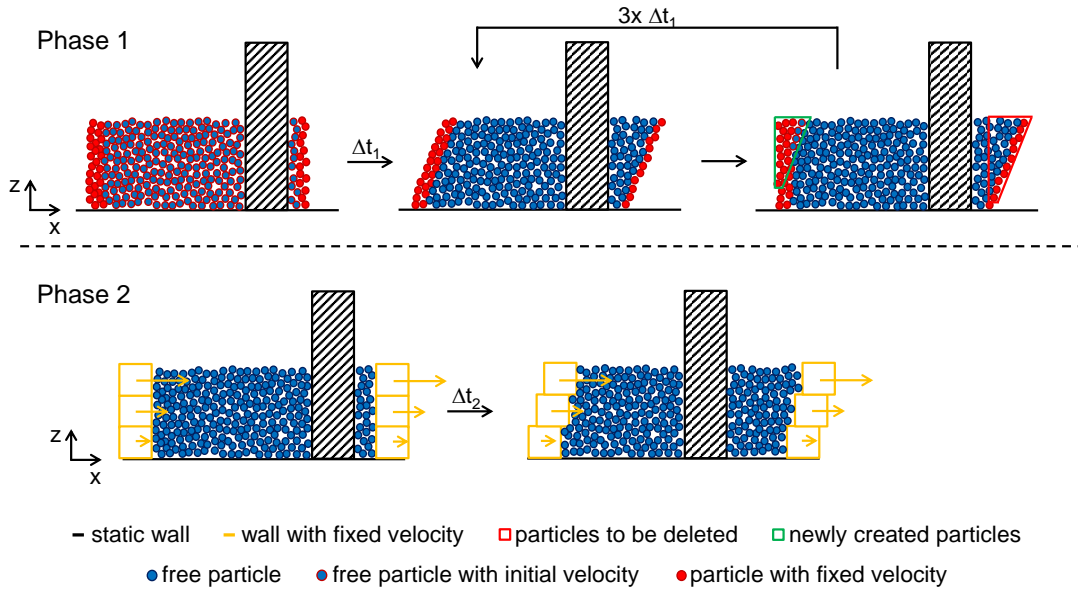 3x Δt1
Phase 1
Δt1
z
x
Phase 2
Δt2
z
x
static wall
wall with fixed velocity
particles to be deleted
newly created particles
free particle
free particle with initial velocity
particle with fixed velocity